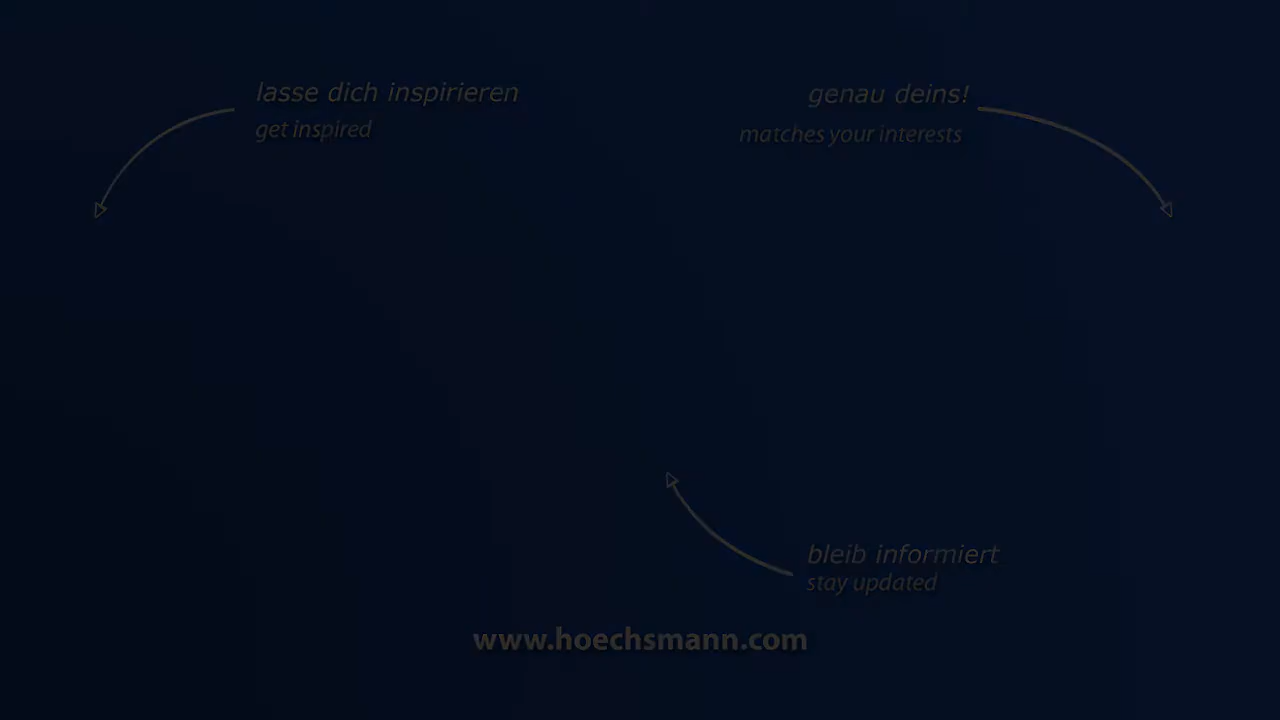 lasse dich inspirieren
get inspired
genau deins!
matches your interests
bleib informiert
stay updated
www.hoechsmann.com